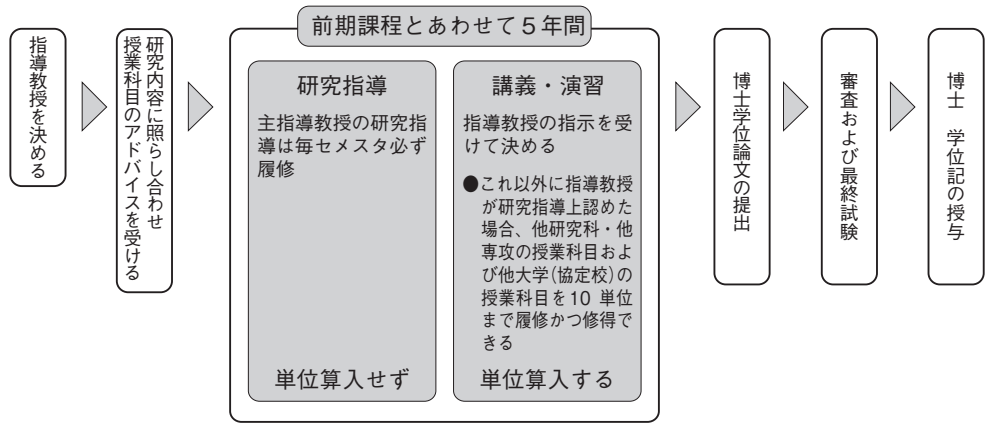 指導教授を決める
研究内容に照らし合わせ
授業科目のアドバイスを受ける
前期課程とあわせて5年間
研究指導
主指導教授の研究指
導は毎セメスタ必ず
履修
単位算入せず
講義・演習
指導教授の指示を受
けて決める
●これ以外に指導教授
が研究指導上認めた
場合、他研究科・他
専攻の授業科目およ
び他大学(協定校)の
授業科目を10 単位
まで履修かつ修得で
きる
単位算入する
博士学位論文の提出
審査および最終試験
博士 学位記の授与